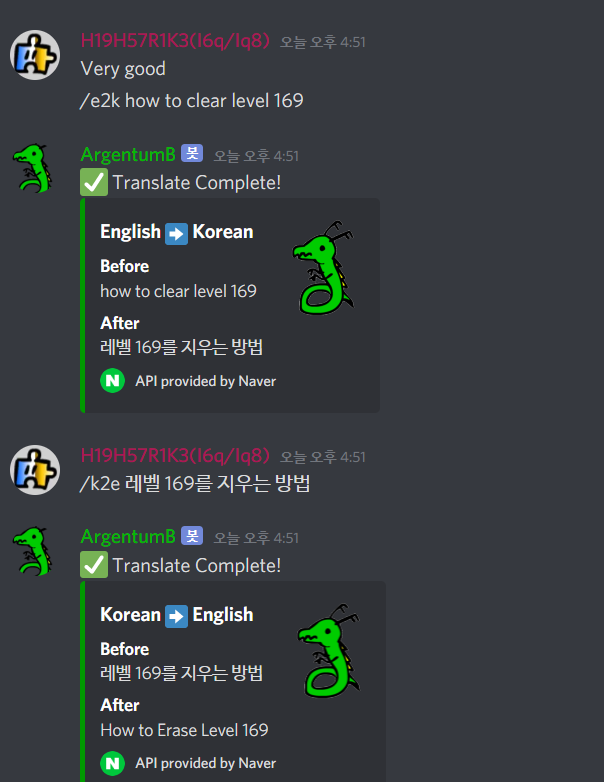 H19H57R1K3(I6q/Iq8) 오늘 오후 4:51
Very good
/e2k how to clear level 169
ArgentumB 봇 오늘 오후 4:51
✅ Translate Complete!
English ➡ Korean
Before
how to clear level 169
After
레벨 169를 지우는 방법
N API provided by Naver
H19H57R1K3(I6q/Iq8) 오늘 오후 4:51
/k2e 레벨 169를 지우는 방법
ArgentumB 봇 오늘 오후 4:51
✅ Translate Complete!
Korean ➡ English
Before
레벨 169를 지우는 방법
After
How to Erase Level 169
N API provided by Naver